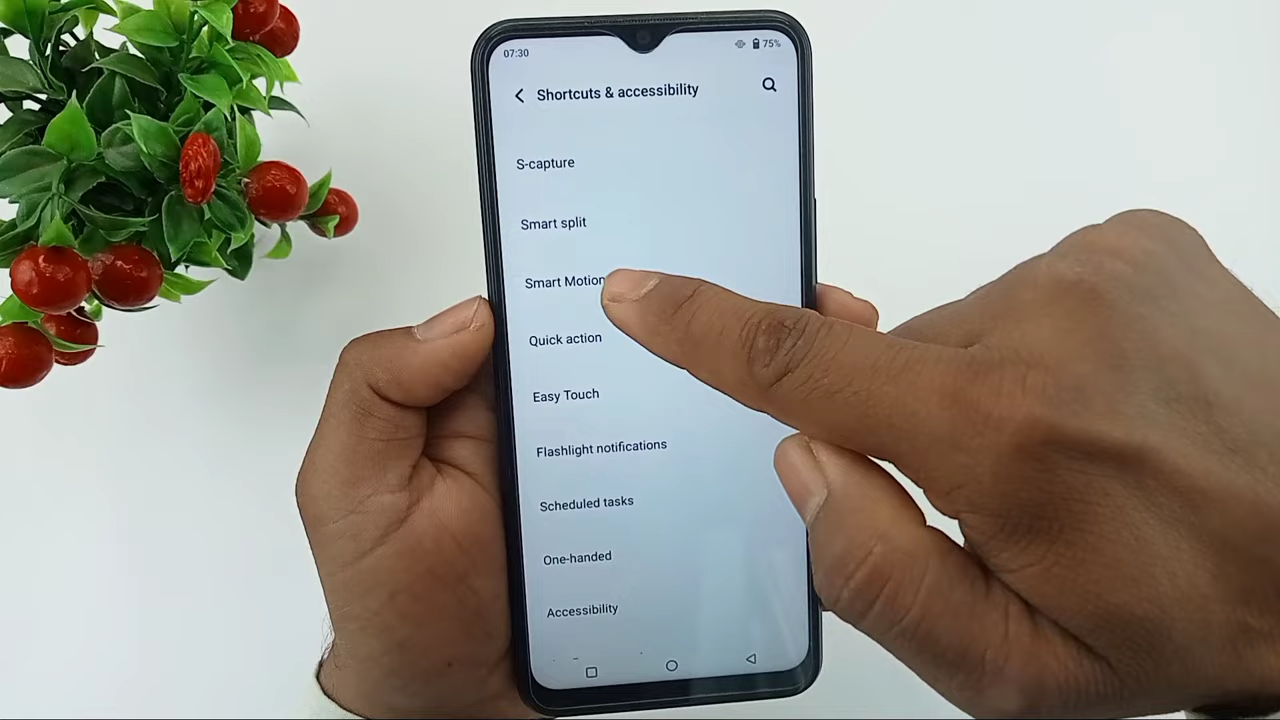 07:30
75%
Shortcuts & accessibility
S-capture
Smart split
Smart Motion
Quick action
Easy Touch
Flashlight notifications
Scheduled tasks
One-handed
Accessibility